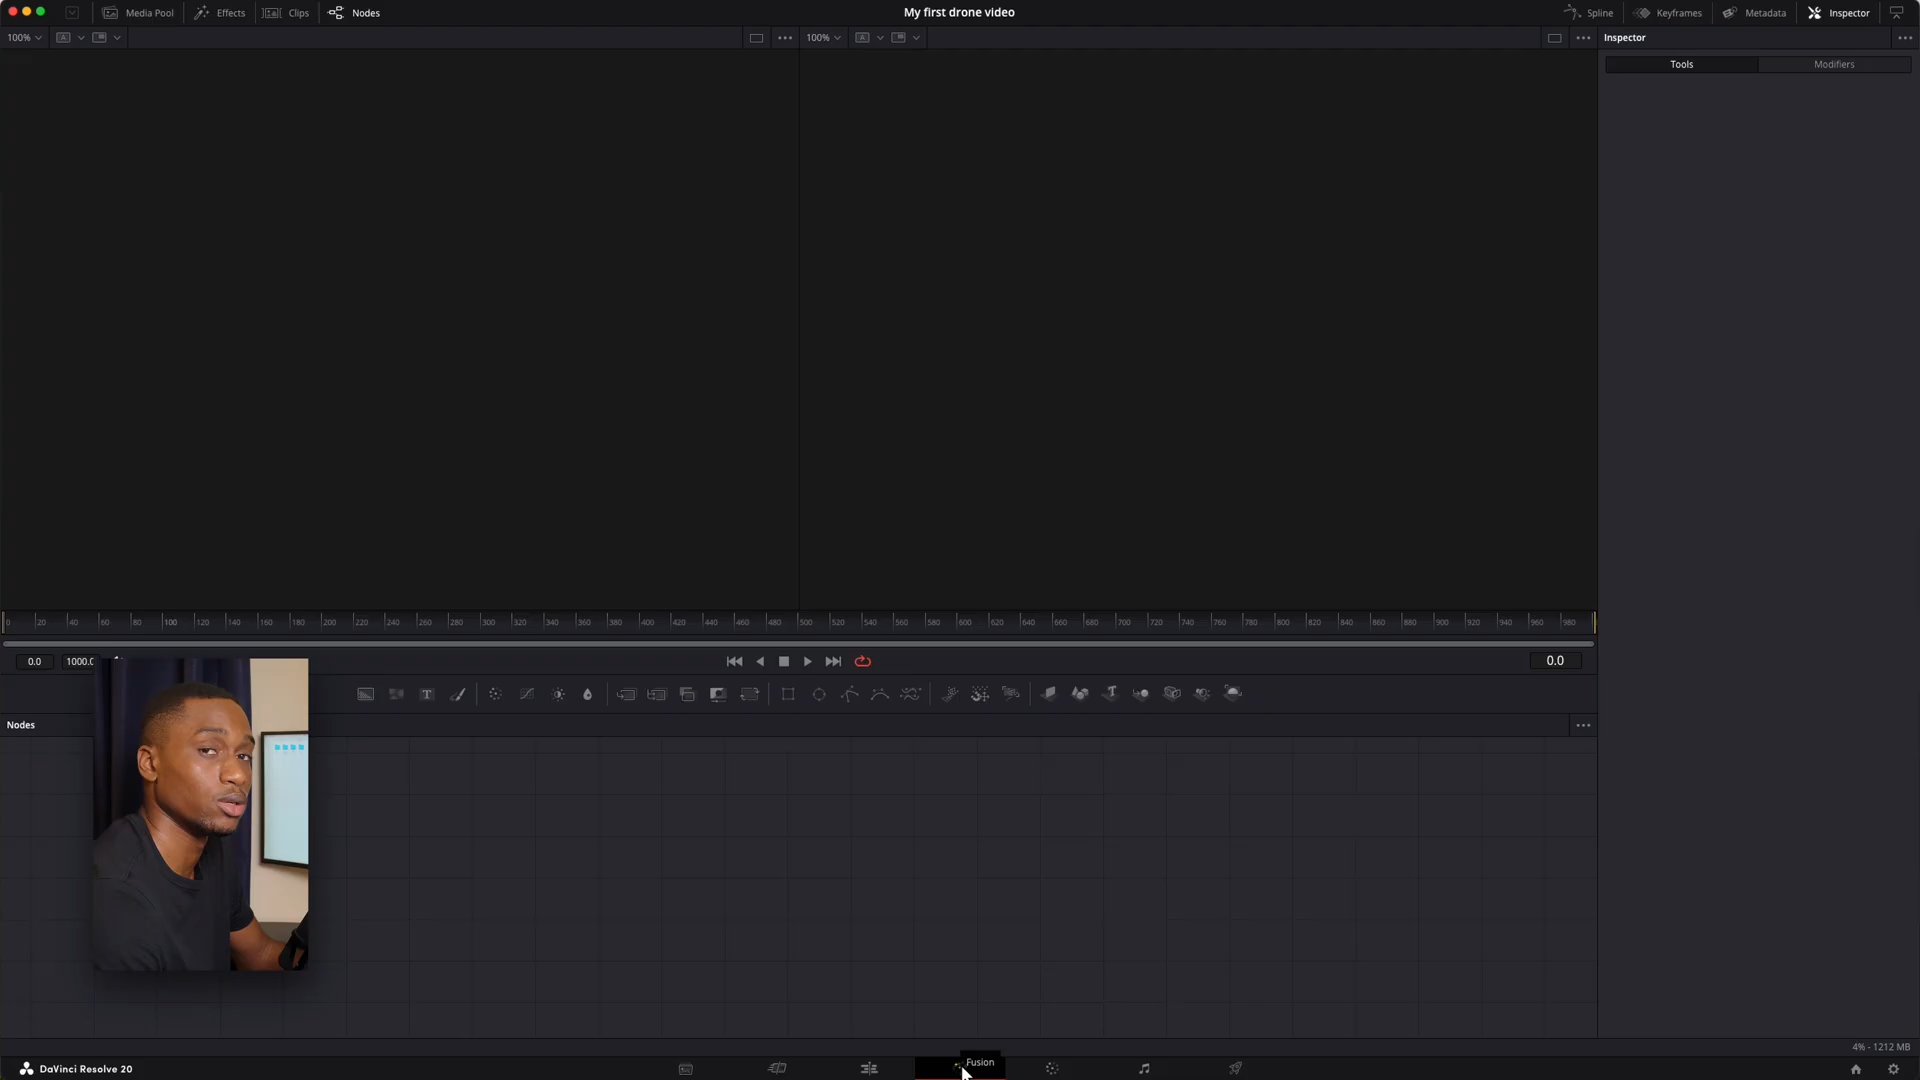 Media Pool
Effects
Clips
Nodes
My first drone video
Spline
Keyframes
Metadata
Inspector
100%
A
100%
A
Inspector
Tools
Modifiers
0 20 40 60 80 100 120 140 160 180 200 220 240 260 280 300 320 340 360 380 400 420 440 460 480 500 520 540 560 580 600 620 640 660 680 700 720 740 760 780 800 820 840 860 880 900 920 940 960 980
0.0
1000.0
0.0
T
Nodes
4% - 1212 MB
Fusion
DaVinci Resolve 20